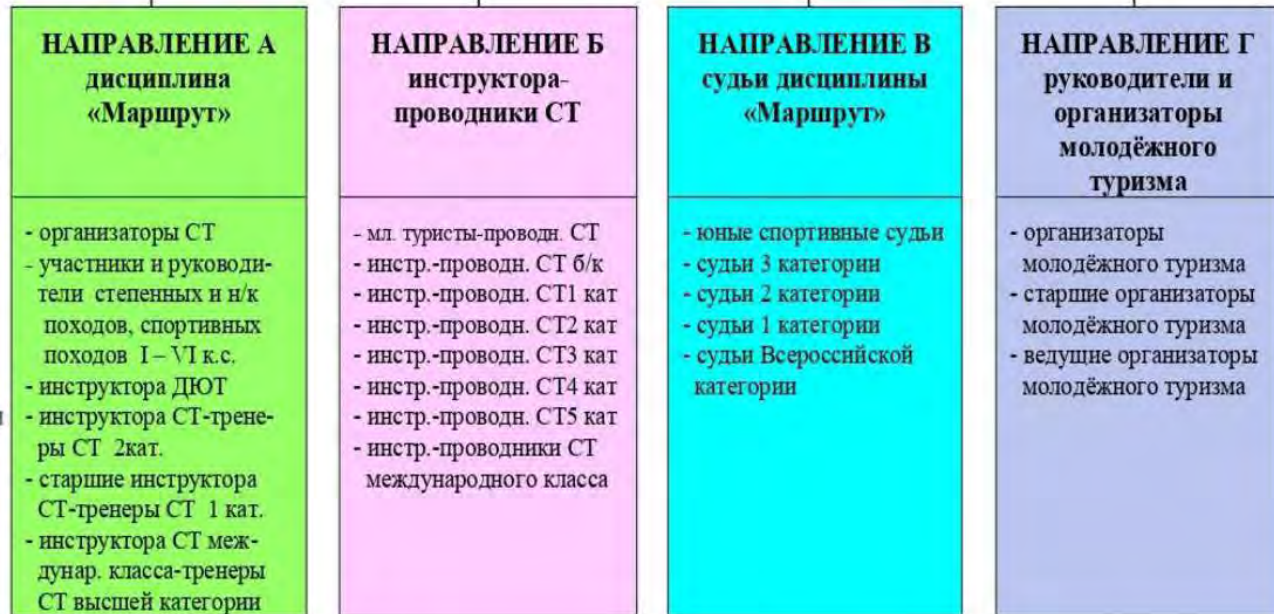 НАПРАВЛЕНИЕ А
дисциплина
«Маршрут»
- организаторы СТ
- участники и руководи-
тели степенных и н/к
походов, спортивных
походов I – VI к.с.
- инструктора ДЮТ
- инструктора СТ-трене-
ры СТ 2кат.
- старшие инструктора
СТ-тренеры СТ 1 кат.
- инструктора СТ меж-
дунар. класса-тренеры
СТ высшей категории
НАПРАВЛЕНИЕ Б
инструктора-
проводники СТ
- мл. туристы-проводн. СТ
- инстр.-проводн. СТ б/к
- инстр.-проводн. СТ1 кат
- инстр.-проводн. СТ2 кат
- инстр.-проводн. СТ3 кат
- инстр.-проводн. СТ4 кат
- инстр.-проводн. СТ5 кат
- инстр.-проводники СТ
международного класса
НАПРАВЛЕНИЕ В
судьи дисциплины
«Маршрут»
- юные спортивные судьи
- судьи 3 категории
- судьи 2 категории
- судьи 1 категории
- судьи Всероссийской
категории
НАПРАВЛЕНИЕ Г
руководители и
организаторы
молодёжного
туризма
- организаторы
молодёжного туризма
- старшие организаторы
молодёжного туризма
- ведущие организаторы
молодёжного туризма